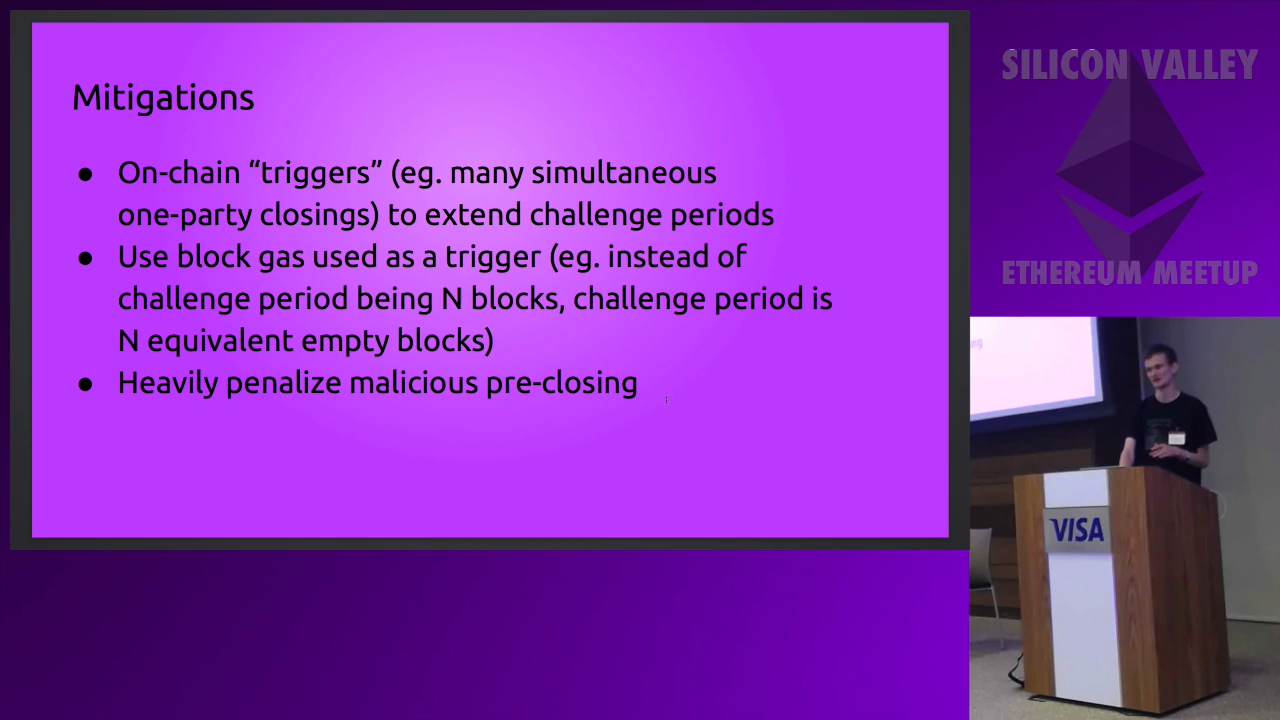 Mitigations
● On-chain “triggers” (eg. many simultaneous
one-party closings) to extend challenge periods
● Use block gas used as a trigger (eg. instead of
challenge period being N blocks, challenge period is
N equivalent empty blocks)
● Heavily penalize malicious pre-closing
SILICON VALLEY
ETHEREUM MEETUP
VISA